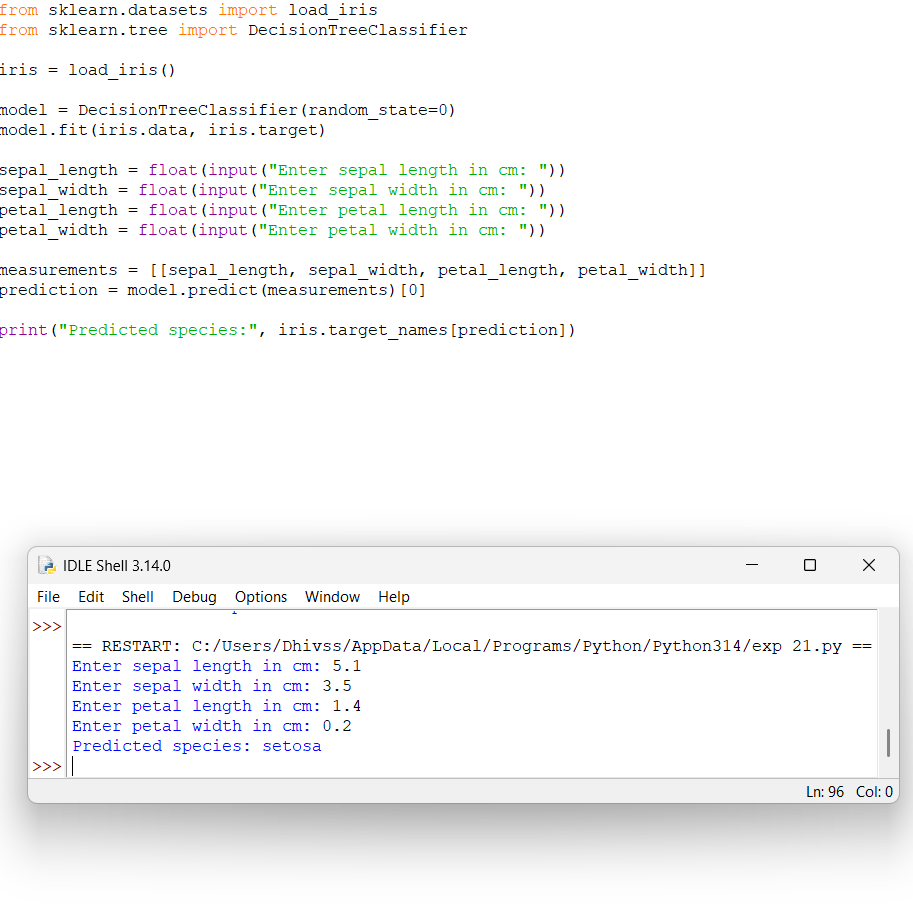 from sklearn.datasets import load_iris
from sklearn.tree import DecisionTreeClassifier
iris = load_iris()
model = DecisionTreeClassifier(random_state=0)
model.fit(iris.data, iris.target)
sepal_length = float(input("Enter sepal length in cm: "))
sepal_width = float(input("Enter sepal width in cm: "))
petal_length = float(input("Enter petal length in cm: "))
petal_width = float(input("Enter petal width in cm: "))
measurements = [[sepal_length, sepal_width, petal_length, petal_width]]
prediction = model.predict(measurements)[0]
print("Predicted species:", iris.target_names[prediction])
IDLE Shell 3.14.0
File Edit Shell Debug Options Window Help
>>>
== RESTART: C:/Users/Dhivss/AppData/Local/Programs/Python/Python314/exp 21.py ==
Enter sepal length in cm: 5.1
Enter sepal width in cm: 3.5
Enter petal length in cm: 1.4
Enter petal width in cm: 0.2
Predicted species: setosa
>>>
Ln: 96 Col: 0